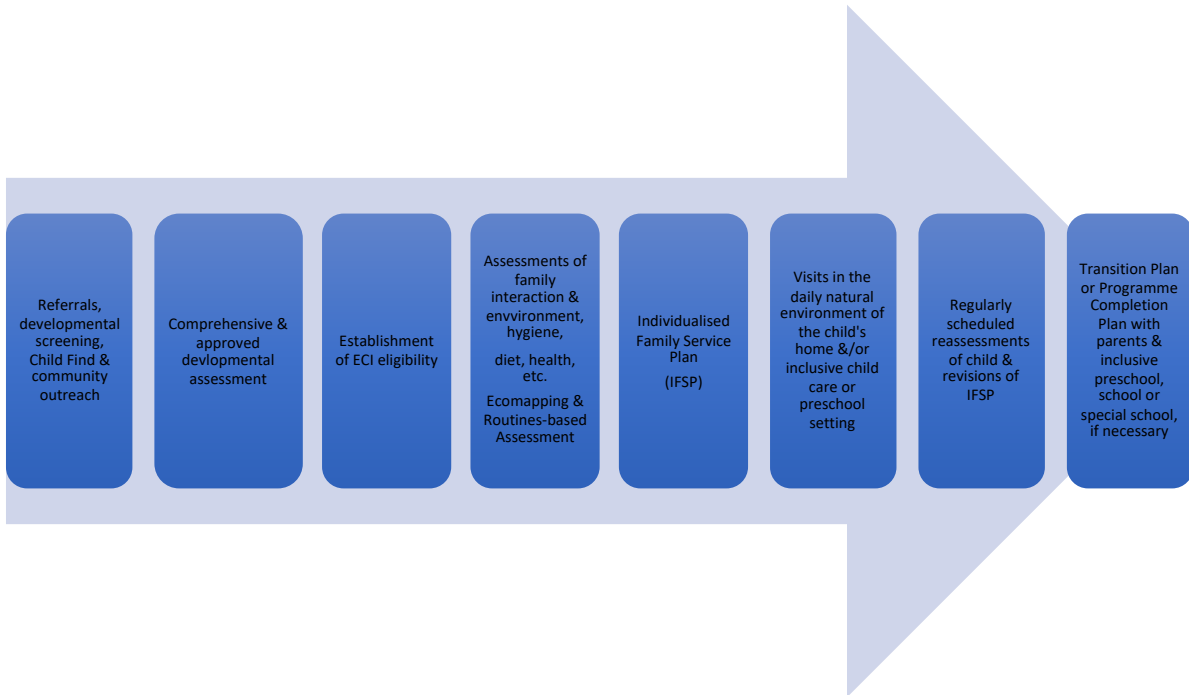 Referrals,
developmental
screening,
Child Find &
community
outreach
Comprehensive &
approved
devlopmental
assessment
Establishment
of ECI eligibility
Assessments of
family
interaction &
envvironment,
hygiene,
diet, health,
etc.
Ecomapping &
Routines-based
Assessment
Individualised
Family Service
Plan
(IFSP)
Visits in the
daily natural
environment of
the child's
home &/or
inclusive child
care or
preschool
setting
Regularly
scheduled
reassessments
of child &
revisions of
IFSP
Transition Plan
or Programme
Completion
Plan with
parents &
inclusive
preschool,
school or
special school,
if necessary